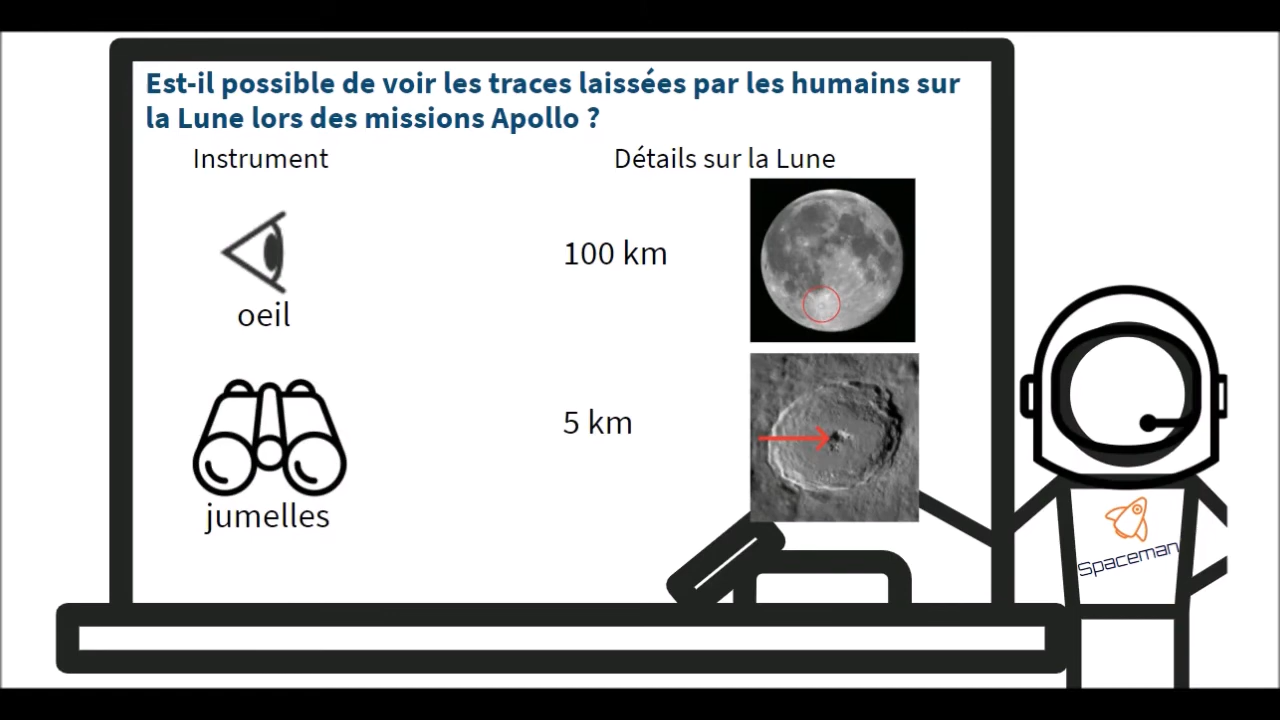 Est-il possible de voir les traces laissées par les humains sur
la Lune lors des missions Apollo ?
Instrument
Détails sur la Lune
100 km
oeil
5 km
jumelles
Spaceman